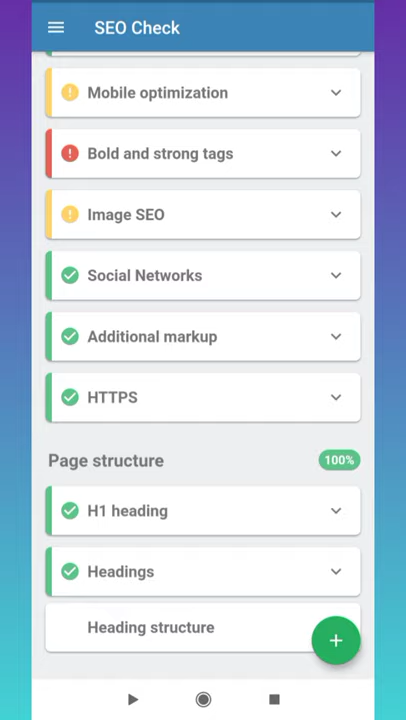 SEO Check
Mobile optimization
Bold and strong tags
Image SEO
Social Networks
Additional markup
HTTPS
Page structure 100%
H1 heading
Headings
Heading structure